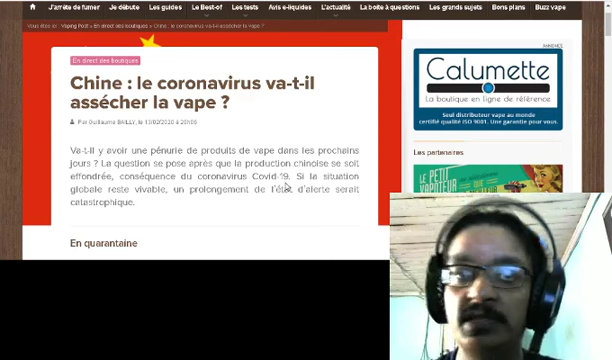 J'arrête de fumer Je débute Les guides Le Best-of Les tests Avis e-liquides L'actualité La boîte à questions Les grands sujets Bons plans Buzz vape
Vous êtes ici : Vaping Post » En direct des boutiques » Chine : le coronavirus va-t-il assécher la vape ?
En direct des boutiques
Chine : le coronavirus va-t-il
assécher la vape ?
Par Guillaume BAILLY, le 13/02/2020 à
Va-t-il y avoir une pénurie de produits de vape dans les prochains
jours ? La question se pose après que la production chinoise se soit
effondrée, conséquence du coronavirus Covid-19. Si la situation
globale reste vivable, un prolongement de l'état d'alerte serait
catastrophique.
En quarantaine
ANNONCE
Calumette
La boutique en ligne de référence
Seul distributeur vape au monde
certifié qualité ISO 9001. Une garantie pour vous.
Les partenaires
LE PETIT
VAPOTEUR